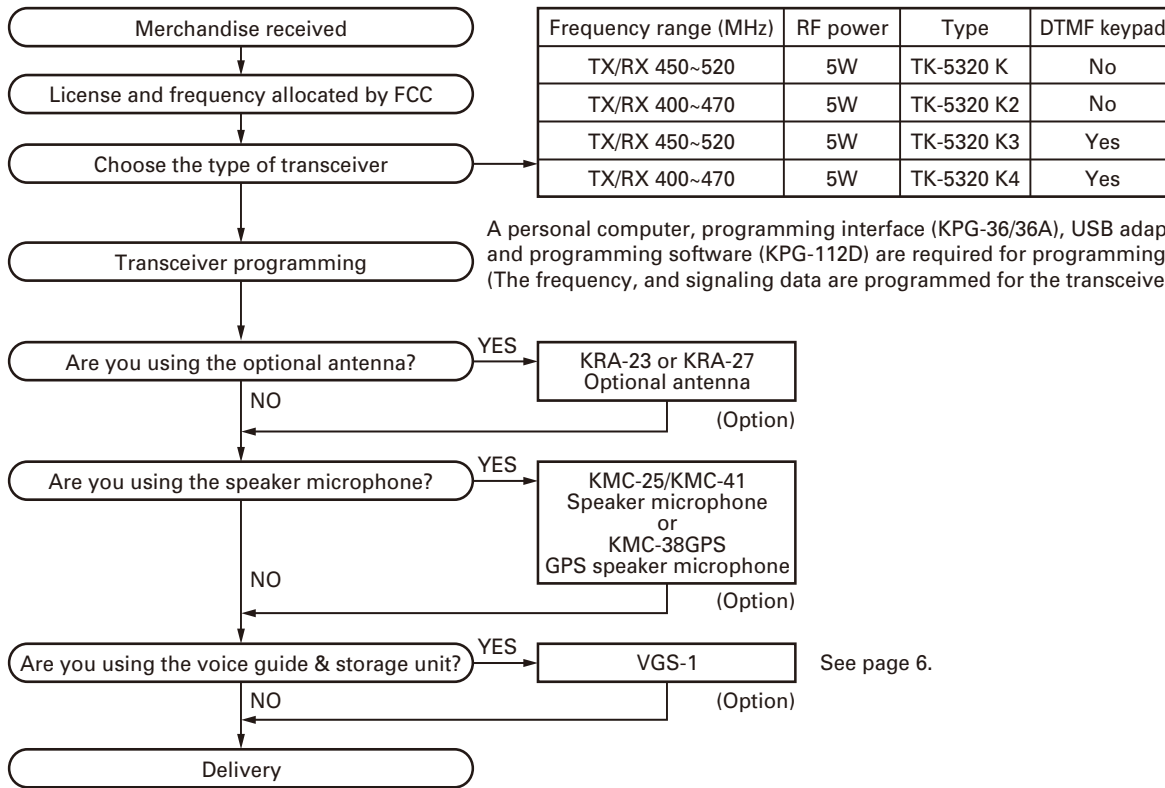 Merchandise received
License and frequency allocated by FCC
Choose the type of transceiver
Frequency range (MHz) RF power Type DTMF keypad
TX/RX 450~520 5W TK-5320 K No
TX/RX 400~470 5W TK-5320 K2 No
TX/RX 450~520 5W TK-5320 K3 Yes
TX/RX 400~470 5W TK-5320 K4 Yes
Transceiver programming
A personal computer, programming interface (KPG-36/36A), USB adap
and programming software (KPG-112D) are required for programming
(The frequency, and signaling data are programmed for the transceive
Are you using the optional antenna?
YES
KRA-23 or KRA-27
Optional antenna
(Option)
NO
Are you using the speaker microphone?
YES
KMC-25/KMC-41
Speaker microphone
or
KMC-38GPS
GPS speaker microphone
(Option)
NO
Are you using the voice guide & storage unit?
YES
VGS-1
See page 6.
(Option)
NO
Delivery